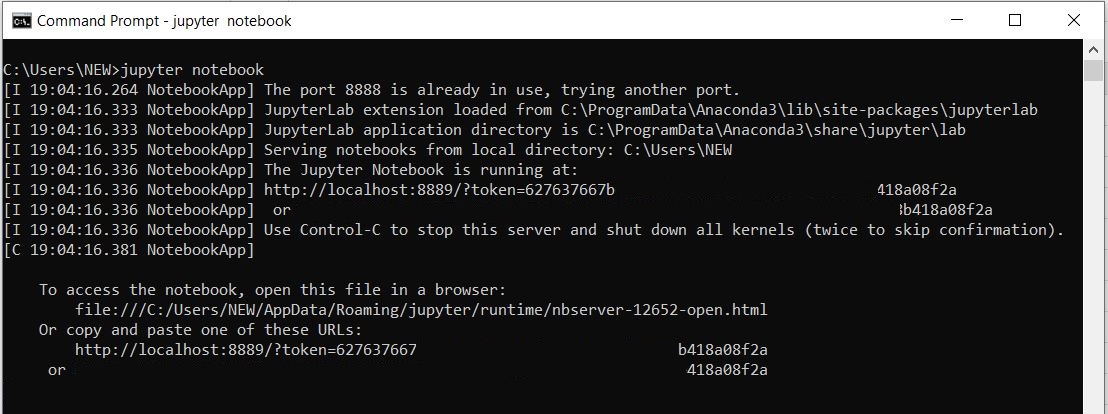 Command Prompt - jupyter notebook
C:\Users\NEW>jupyter notebook
[I 19:04:16.264 NotebookApp] The port 8888 is already in use, trying another port.
[I 19:04:16.333 NotebookApp] JupyterLab extension loaded from C:\ProgramData\Anaconda3\lib\site-packages\jupyterlab
[I 19:04:16.333 NotebookApp] JupyterLab application directory is C:\ProgramData\Anaconda3\share\jupyter\lab
[I 19:04:16.335 NotebookApp] Serving notebooks from local directory: C:\Users\NEW
[I 19:04:16.336 NotebookApp] The Jupyter Notebook is running at:
[I 19:04:16.336 NotebookApp] http://localhost:8889/?token=627637667b 418a08f2a
[I 19:04:16.336 NotebookApp] or b418a08f2a
[I 19:04:16.336 NotebookApp] Use Control-C to stop this server and shut down all kernels (twice to skip confirmation).
[C 19:04:16.381 NotebookApp]
To access the notebook, open this file in a browser:
file:///C:/Users/NEW/AppData/Roaming/jupyter/runtime/nbserver-12652-open.html
Or copy and paste one of these URLs:
http://localhost:8889/?token=627637667 b418a08f2a
or 418a08f2a